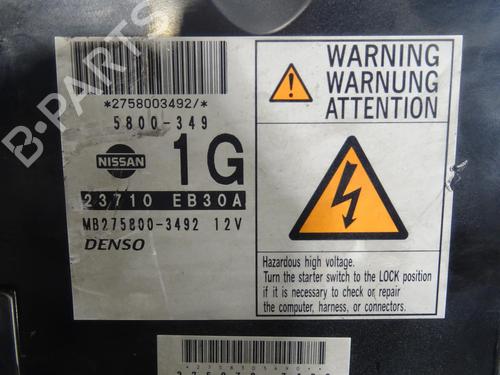 *2758003492/*
5800-349
NISSAN
1G
23710 EB30A
MB275800-3492 12V
DENSO
WARNING
WARNUNG
ATTENTION
Hazardous high voltage.
Turn the starter switch to the LOCK position
if it is necessary to check or repair
the computer, harness, or connectors.